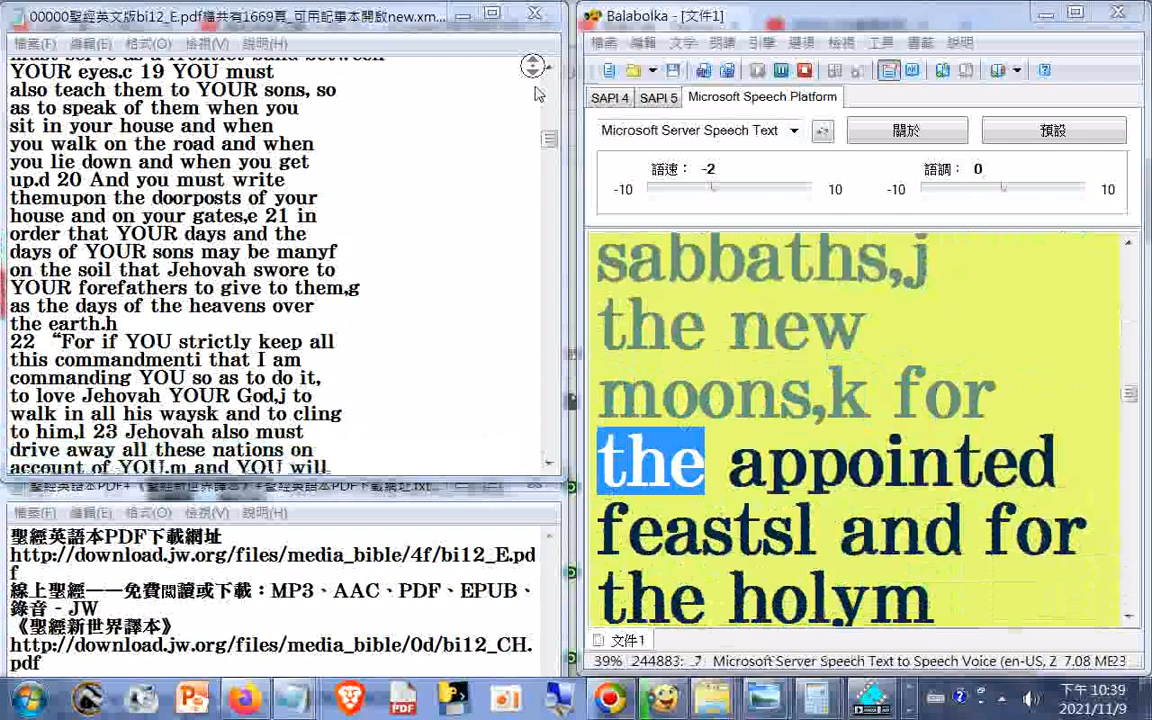 00000聖經英文版bi12_E.pdf檔共有1669頁_可用記事本開啟new.xm...
檔案(F) 編輯(E) 格式(O) 檢視(V) 說明(H)
YOUR eyes.c 19 YOU must
also teach them to YOUR sons, so
as to speak of them when you
sit in your house and when
you walk on the road and when
you lie down and when you get
up.d 20 And you must write
themupon the doorposts of your
house and on your gates,e 21 in
order that YOUR days and the
days of YOUR sons may be manyf
on the soil that Jehovah swore to
YOUR forefathers to give to them,g
as the days of the heavens over
the earth.h
22 “For if YOU strictly keep all
this commandmenti that I am
commanding YOU so as to do it,
to love Jehovah YOUR God,j to
walk in all his waysk and to cling
to him,l 23 Jehovah also must
drive away all these nations on
account of YOU,m and YOU will
檔案(F) 編輯(E) 格式(O) 檢視(V) 說明(H)
聖經英語本PDF下載網址
http://download.jw.org/files/media_bible/4f/bi12_E.pd
f
線上聖經——免費閱讀或下載：MP3、AAC、PDF、EPUB、
錄音 - JW
《聖經新世界譯本》
http://download.jw.org/files/media_bible/0d/bi12_CH.
pdf
Balabolka - [文件1]
檔案 編輯 文字 朗讀 引擎 選項 檢視 工具 書籤 說明
SAPI 4 SAPI 5 Microsoft Speech Platform
Microsoft Server Speech Text 關於 預設
語速： -2 語調： 0
-10 10 -10 10
sabbaths,j
the new
moons,k for
the appointed
feastsl and for
the holym
文件1
39% 244883: Microsoft Server Speech Text to Speech Voice (en-US, Z 7.08 ME23
下午 10:39
2021/11/9